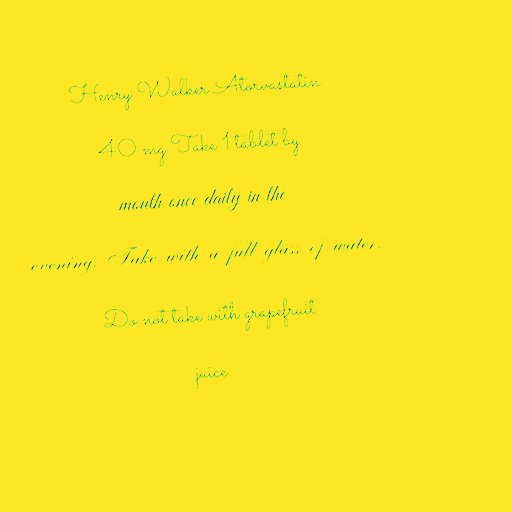 Henry Walker Atorvastatin
40 mg Take 1 tablet by
mouth once daily in the
evening. Take with a full glass of water.
Do not take with grapefruit
juice.